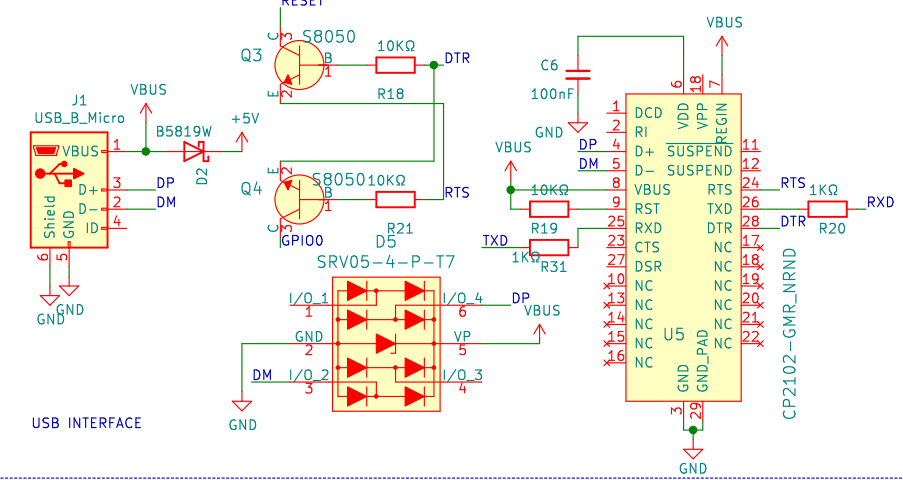 RESET
C
3
S8050
Q3
B
1
10KΩ
DTR
R18
E
2
J1
USB_B_Micro
VBUS
B5819W
+5V
VBUS
1
D2
D+
3
DP
D-
2
DM
ID
4
Shield
GND
6
5
GND
GND
E
2
Q4
S8050
10KΩ
B
1
RTS
R21
C
3
GPIO0
D5
SRV05-4-P-T7
I/O_1
1
I/O_4
6
DP
VBUS
GND
2
VP
5
DM
I/O_2
3
I/O_3
4
GND
USB INTERFACE
VBUS
C6
100nF
GND
6
18
7
VDD
VPP
REGIN
1
DCD
2
RI
DP
4
D+
DM
5
D-
VBUS
8
VBUS
10KΩ
9
RST
R19
25
RXD
TXD
1KΩ
R31
23
CTS
27
DSR
10
NC
13
NC
14
NC
15
NC
16
NC
SUSPEND
11
SUSPEND
12
RTS
24
RTS
TXD
26
1KΩ
RXD
R20
DTR
28
DTR
NC
17
NC
18
NC
19
NC
20
NC
21
NC
22
U5
CP2102-GMR_NRND
GND
GND_PAD
3
29
GND